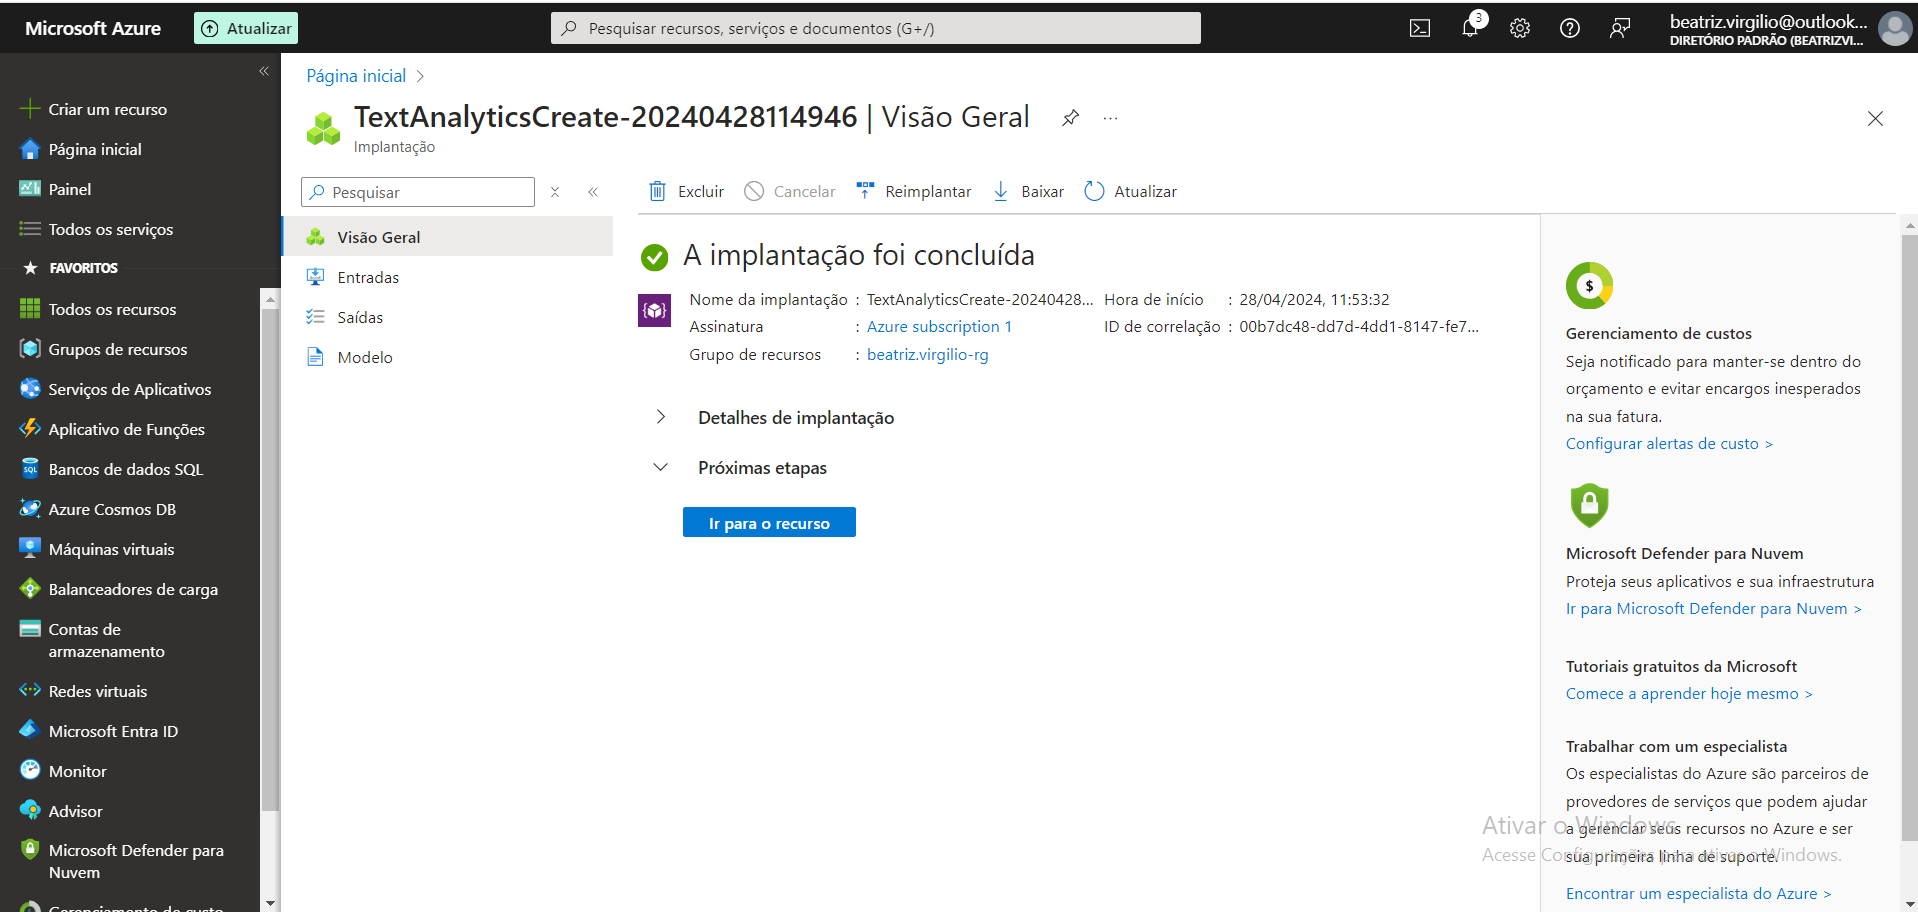 Microsoft Azure
Atualizar
Pesquisar recursos, serviços e documentos (G+/)
3
beatriz.virgilio@outlook...
DIRETÓRIO PADRÃO (BEATRIZVI...
Criar um recurso
Página inicial
Painel
Todos os serviços
FAVORITOS
Todos os recursos
Grupos de recursos
Serviços de Aplicativos
Aplicativo de Funções
SQL
Bancos de dados SQL
Azure Cosmos DB
Máquinas virtuais
Balanceadores de carga
Contas de
armazenamento
Redes virtuais
Microsoft Entra ID
Monitor
Advisor
Microsoft Defender para
Nuvem
Gerenciamento de custo
Página inicial >
TextAnalyticsCreate-20240428114946 | Visão Geral
...
Implantação
Pesquisar
Visão Geral
Entradas
Saídas
Modelo
Excluir
Cancelar
Reimplantar
Baixar
Atualizar
A implantação foi concluída
Nome da implantação : TextAnalyticsCreate-20240428...
Assinatura : Azure subscription 1
Grupo de recursos : beatriz.virgilio-rg
Hora de início : 28/04/2024, 11:53:32
ID de correlação : 00b7dc48-dd7d-4dd1-8147-fe7...
Detalhes de implantação
Próximas etapas
Ir para o recurso
$
Gerenciamento de custos
Seja notificado para manter-se dentro do
orçamento e evitar encargos inesperados
na sua fatura.
Configurar alertas de custo >
Microsoft Defender para Nuvem
Proteja seus aplicativos e sua infraestrutura
Ir para Microsoft Defender para Nuvem >
Tutoriais gratuitos da Microsoft
Comece a aprender hoje mesmo >
Trabalhar com um especialista
Os especialistas do Azure são parceiros de
provedores de serviços que podem ajudar
a gerenciar seus recursos no Azure e ser
sua primeira linha de suporte.
Encontrar um especialista do Azure >
Ativar o Windows
Acesse Configurações para ativar o Windows.